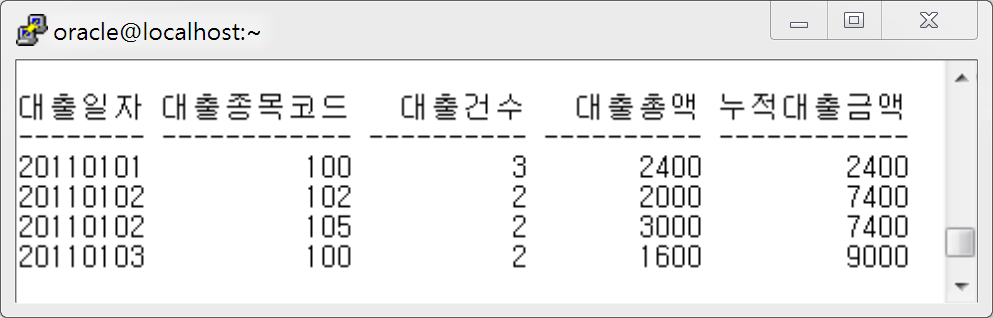 oracle@localhost:~
대출일자 대출종목코드 대출건수 대출총액 누적대출금액
-------- ------------ ---------- ---------- ------------
20110101 100 3 2400 2400
20110102 102 2 2000 7400
20110102 105 2 3000 7400
20110103 100 2 1600 9000